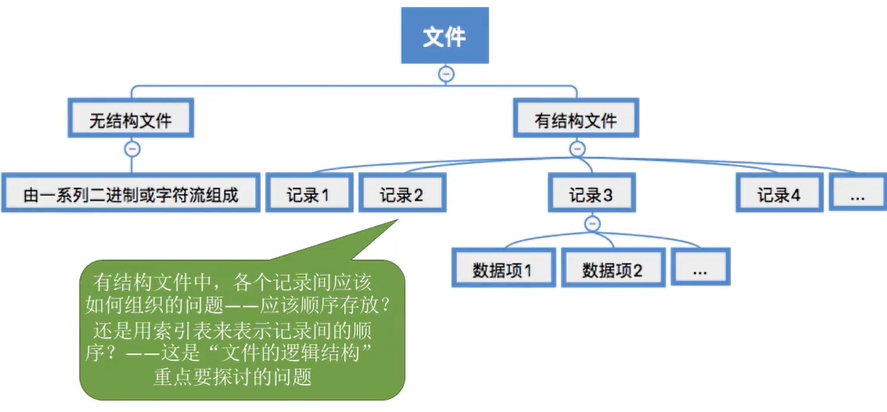 文件
无结构文件
有结构文件
由一系列二进制或字符流组成
记录1
记录2
记录3
记录4
...
数据项1
数据项2
...
有结构文件中，各个记录间应该
如何组织的问题——应该顺序存放？
还是用索引表来表示记录间的顺
序？——这是“文件的逻辑结构”
重点要探讨的问题